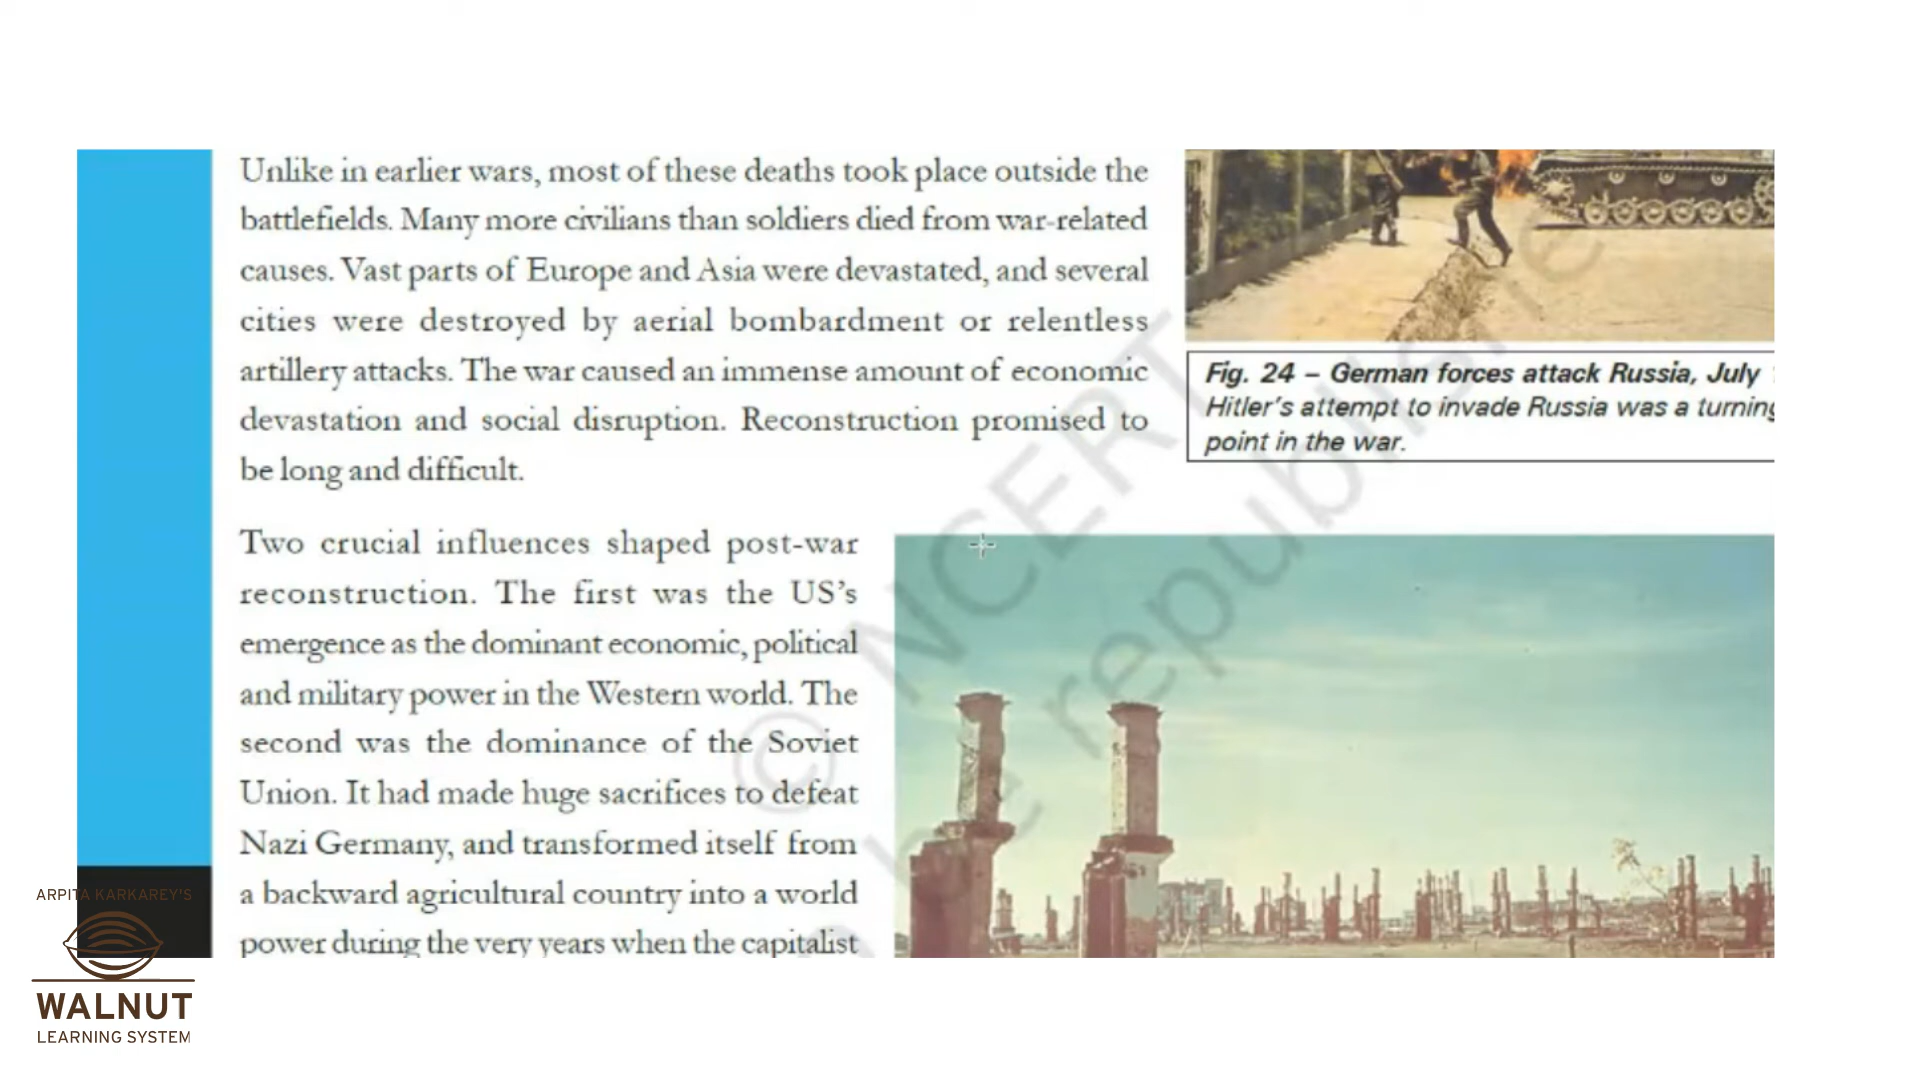 Unlike in earlier wars, most of these deaths took place outside the
battlefields. Many more civilians than soldiers died from war-related
causes. Vast parts of Europe and Asia were devastated, and several
cities were destroyed by aerial bombardment or relentless
artillery attacks. The war caused an immense amount of economic
devastation and social disruption. Reconstruction promised to
be long and difficult.
Fig. 24 – German forces attack Russia, July
Hitler's attempt to invade Russia was a turning
point in the war.
Two crucial influences shaped post-war
reconstruction. The first was the US's
emergence as the dominant economic, political
and military power in the Western world. The
second was the dominance of the Soviet
Union. It had made huge sacrifices to defeat
Nazi Germany, and transformed itself from
a backward agricultural country into a world
power during the very years when the capitalist
© NCERT
be republishe
ARPITA KARKAREY'S
WALNUT
LEARNING SYSTEM